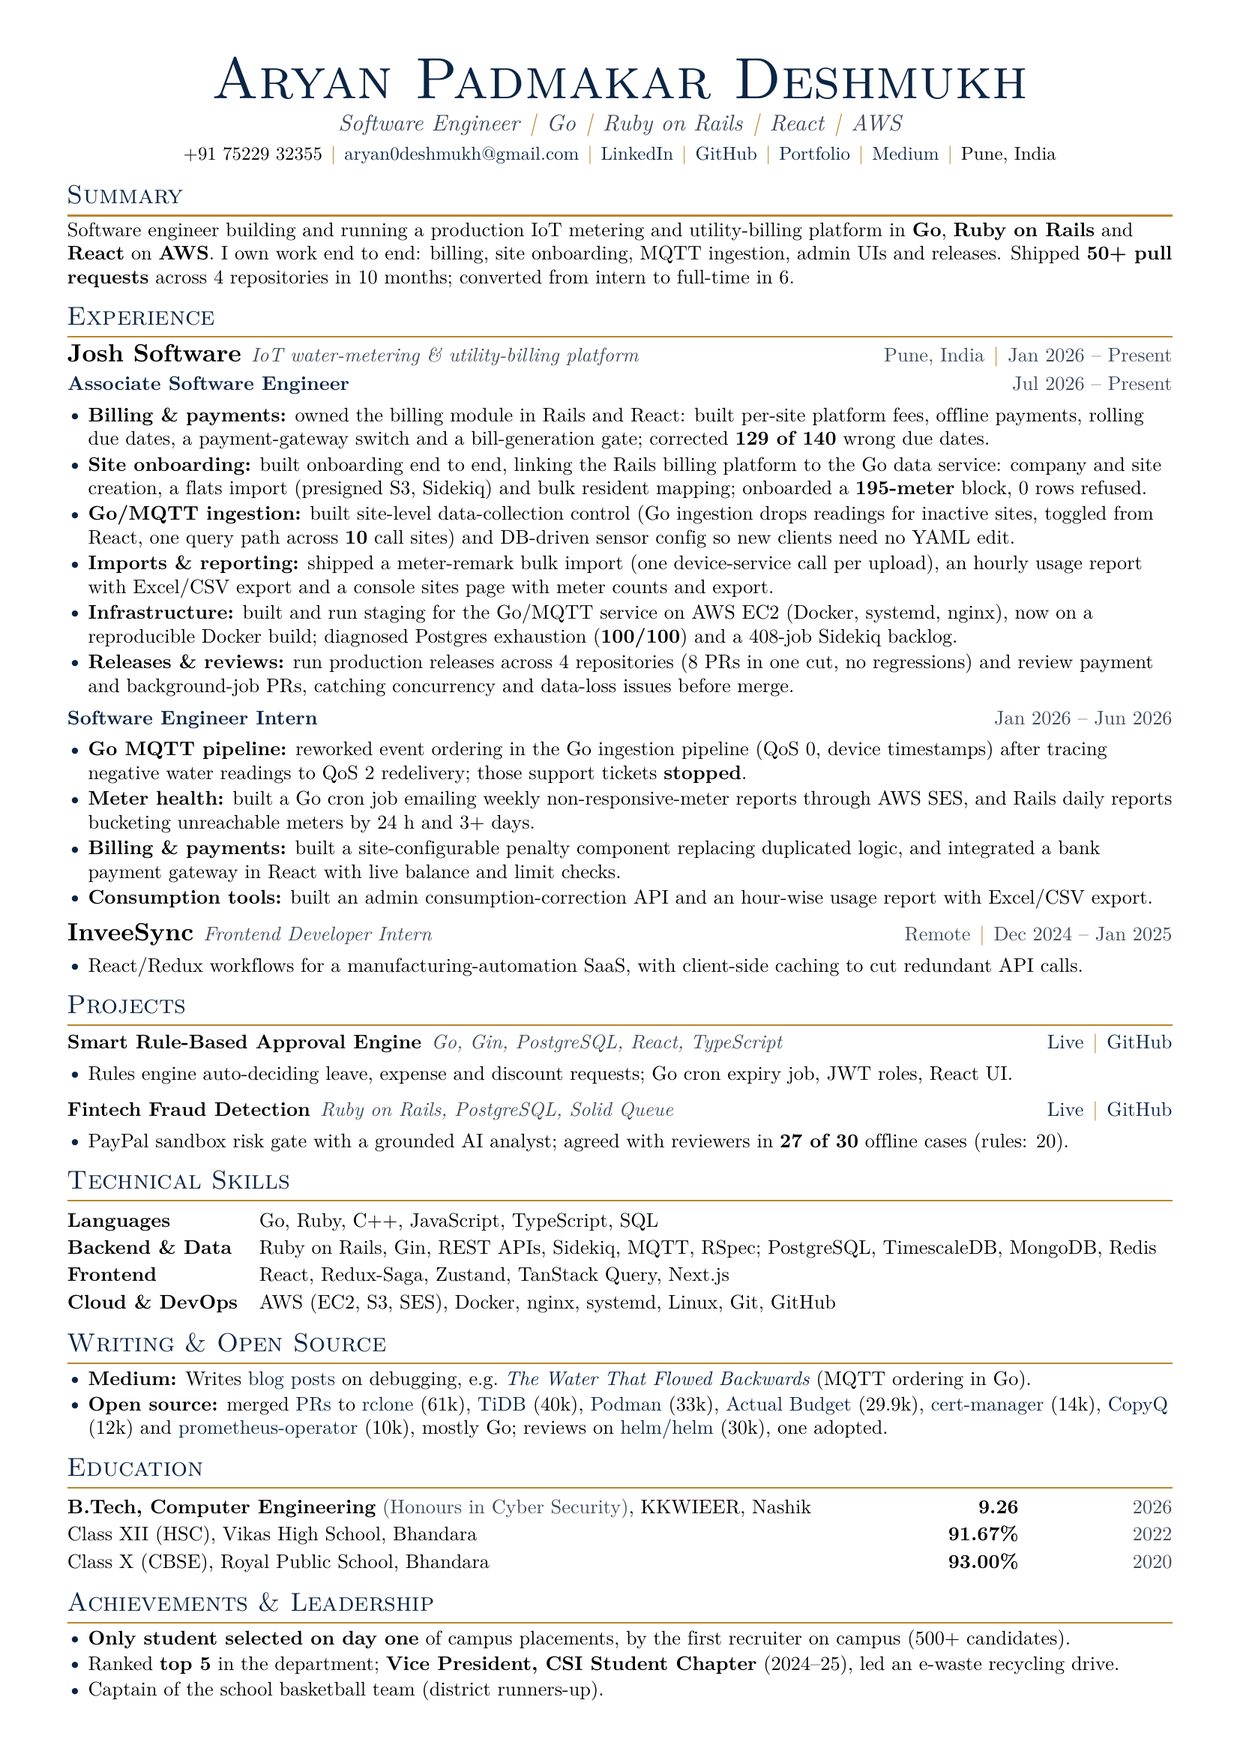 Aryan Padmakar Deshmukh
Software Engineer | Go | Ruby on Rails | React | AWS
+91 75229 32355 | aryan0deshmukh@gmail.com | LinkedIn | GitHub | Portfolio | Medium | Pune, India
Summary
Software engineer building and running a production IoT metering and utility-billing platform in Go, Ruby on Rails and
React on AWS. I own work end to end: billing, site onboarding, MQTT ingestion, admin UIs and releases. Shipped 50+ pull
requests across 4 repositories in 10 months; converted from intern to full-time in 6.
Experience
Josh Software IoT water-metering & utility-billing platform Pune, India | Jan 2026 – Present
Associate Software Engineer Jul 2026 – Present
• Billing & payments: owned the billing module in Rails and React: built per-site platform fees, offline payments, rolling
due dates, a payment-gateway switch and a bill-generation gate; corrected 129 of 140 wrong due dates.
• Site onboarding: built onboarding end to end, linking the Rails billing platform to the Go data service: company and site
creation, a flats import (presigned S3, Sidekiq) and bulk resident mapping; onboarded a 195-meter block, 0 rows refused.
• Go/MQTT ingestion: built site-level data-collection control (Go ingestion drops readings for inactive sites, toggled from
React, one query path across 10 call sites) and DB-driven sensor config so new clients need no YAML edit.
• Imports & reporting: shipped a meter-remark bulk import (one device-service call per upload), an hourly usage report
with Excel/CSV export and a console sites page with meter counts and export.
• Infrastructure: built and run staging for the Go/MQTT service on AWS EC2 (Docker, systemd, nginx), now on a
reproducible Docker build; diagnosed Postgres exhaustion (100/100) and a 408-job Sidekiq backlog.
• Releases & reviews: run production releases across 4 repositories (8 PRs in one cut, no regressions) and review payment
and background-job PRs, catching concurrency and data-loss issues before merge.
Software Engineer Intern Jan 2026 – Jun 2026
• Go MQTT pipeline: reworked event ordering in the Go ingestion pipeline (QoS 0, device timestamps) after tracing
negative water readings to QoS 2 redelivery; those support tickets stopped.
• Meter health: built a Go cron job emailing weekly non-responsive-meter reports through AWS SES, and Rails daily reports
bucketing unreachable meters by 24 h and 3+ days.
• Billing & payments: built a site-configurable penalty component replacing duplicated logic, and integrated a bank
payment gateway in React with live balance and limit checks.
• Consumption tools: built an admin consumption-correction API and an hour-wise usage report with Excel/CSV export.
InveeSync Frontend Developer Intern Remote | Dec 2024 – Jan 2025
• React/Redux workflows for a manufacturing-automation SaaS, with client-side caching to cut redundant API calls.
Projects
Smart Rule-Based Approval Engine Go, Gin, PostgreSQL, React, TypeScript Live | GitHub
• Rules engine auto-deciding leave, expense and discount requests; Go cron expiry job, JWT roles, React UI.
Fintech Fraud Detection Ruby on Rails, PostgreSQL, Solid Queue Live | GitHub
• PayPal sandbox risk gate with a grounded AI analyst; agreed with reviewers in 27 of 30 offline cases (rules: 20).
Technical Skills
Languages Go, Ruby, C++, JavaScript, TypeScript, SQL
Backend & Data Ruby on Rails, Gin, REST APIs, Sidekiq, MQTT, RSpec; PostgreSQL, TimescaleDB, MongoDB, Redis
Frontend React, Redux-Saga, Zustand, TanStack Query, Next.js
Cloud & DevOps AWS (EC2, S3, SES), Docker, nginx, systemd, Linux, Git, GitHub
Writing & Open Source
• Medium: Writes blog posts on debugging, e.g. The Water That Flowed Backwards (MQTT ordering in Go).
• Open source: merged PRs to rclone (61k), TiDB (40k), Podman (33k), Actual Budget (29.9k), cert-manager (14k), CopyQ
(12k) and prometheus-operator (10k), mostly Go; reviews on helm/helm (30k), one adopted.
Education
B.Tech, Computer Engineering (Honours in Cyber Security), KKWIEER, Nashik 9.26 2026
Class XII (HSC), Vikas High School, Bhandara 91.67% 2022
Class X (CBSE), Royal Public School, Bhandara 93.00% 2020
Achievements & Leadership
• Only student selected on day one of campus placements, by the first recruiter on campus (500+ candidates).
• Ranked top 5 in the department; Vice President, CSI Student Chapter (2024–25), led an e-waste recycling drive.
• Captain of the school basketball team (district runners-up).